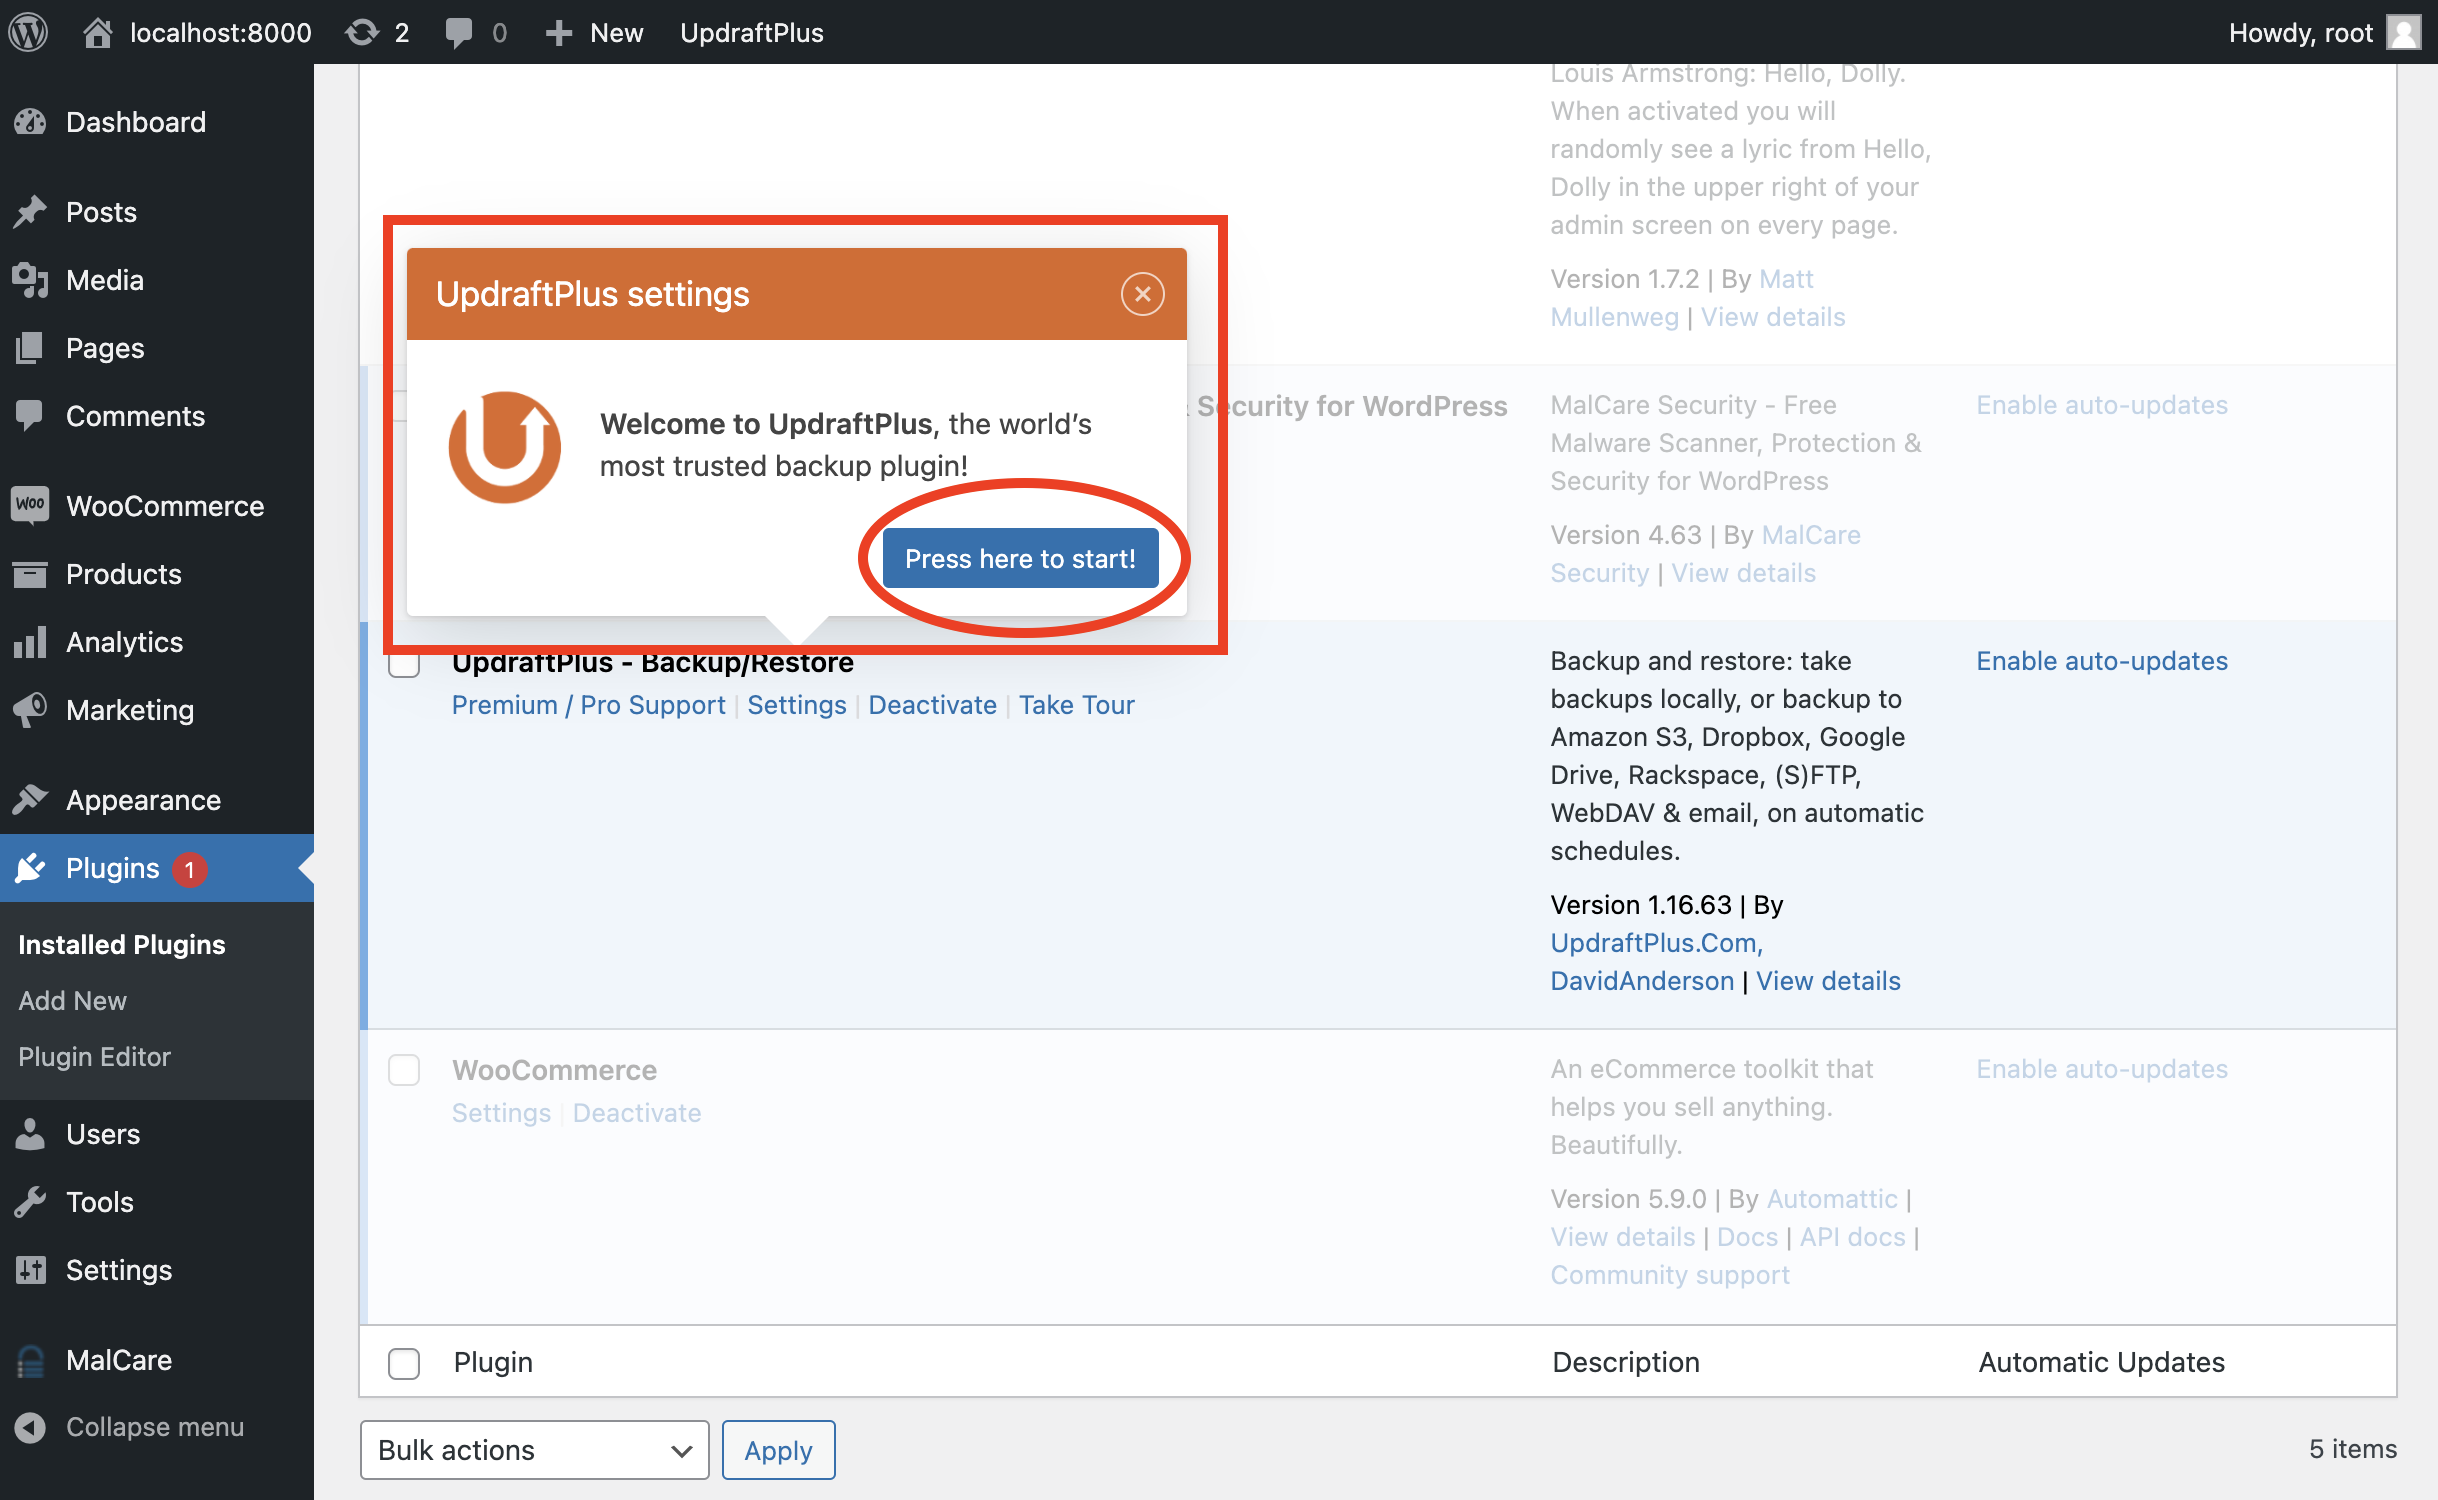 localhost:8000 2 0 New UpdraftPlus
Howdy, root
Dashboard
Posts
Media
Pages
Comments
WOO
WooCommerce
Products
Analytics
Marketing
Appearance
Plugins 1
Installed Plugins
Add New
Plugin Editor
Users
Tools
Settings
MalCare
Collapse menu
Louis Armstrong: Hello, Dolly.
When activated you will
randomly see a lyric from Hello,
Dolly in the upper right of your
admin screen on every page.
Version 1.7.2 | By Matt
Mullenweg | View details
UpdraftPlus settings
Welcome to UpdraftPlus, the world’s
most trusted backup plugin!
Press here to start!
Security for WordPress
MalCare Security - Free
Malware Scanner, Protection &
Security for WordPress
Version 4.63 | By MalCare
Security | View details
Enable auto-updates
UpdraftPlus - Backup/Restore
Premium / Pro Support | Settings | Deactivate | Take Tour
Backup and restore: take
backups locally, or backup to
Amazon S3, Dropbox, Google
Drive, Rackspace, (S)FTP,
WebDAV & email, on automatic
schedules.
Version 1.16.63 | By
UpdraftPlus.Com,
DavidAnderson | View details
Enable auto-updates
WooCommerce
Settings | Deactivate
An eCommerce toolkit that
helps you sell anything.
Beautifully.
Version 5.9.0 | By Automattic |
View details | Docs | API docs |
Community support
Enable auto-updates
Plugin
Description
Automatic Updates
Bulk actions
Apply
5 items